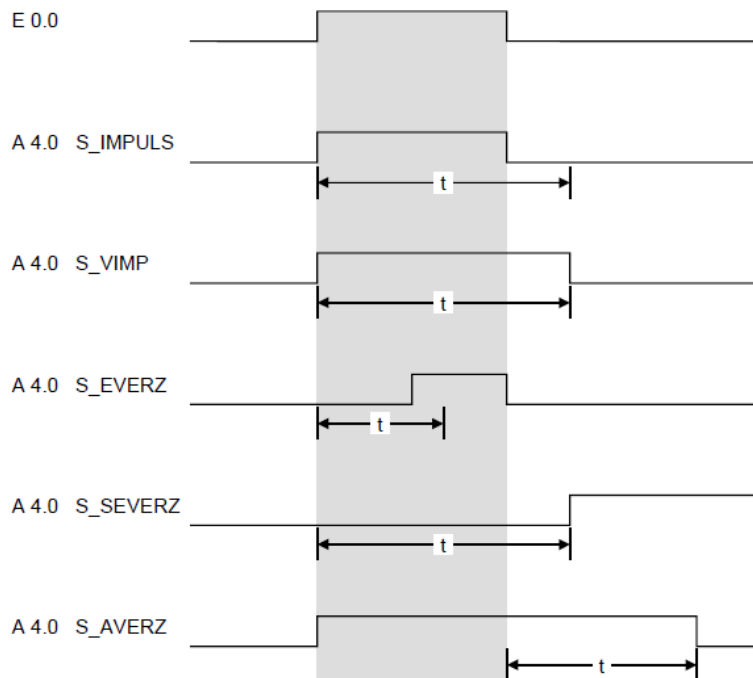 E 0.0
A 4.0 S_IMPULS
t
A 4.0 S_VIMP
t
A 4.0 S_EVERZ
t
A 4.0 S_SEVERZ
t
A 4.0 S_AVERZ
t